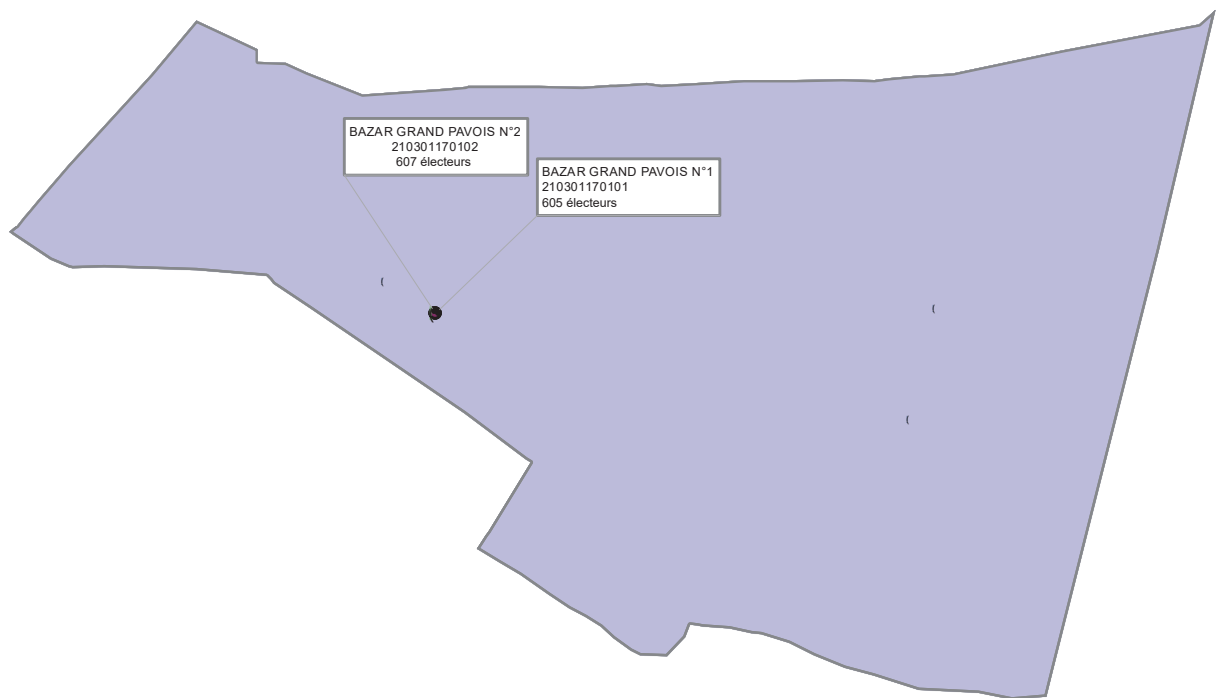 BAZAR GRAND PAVOIS N°2
210301170102
607 électeurs
BAZAR GRAND PAVOIS N°1
210301170101
605 électeurs